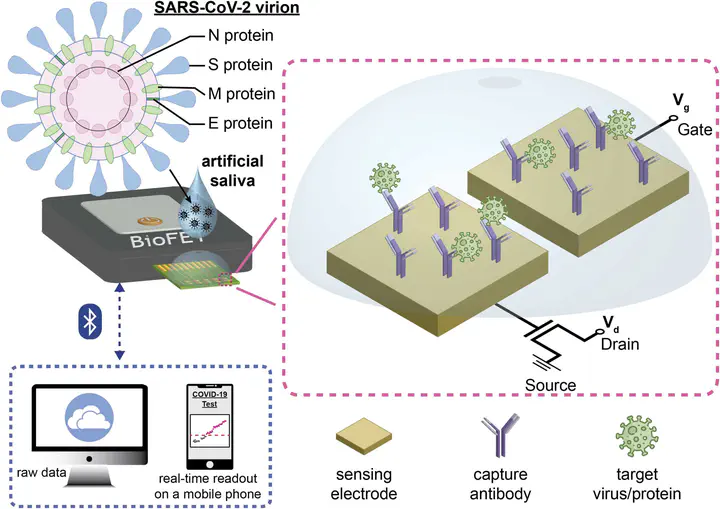 SARS-CoV-2 virion
N protein
S protein
M protein
E protein
artificial
saliva
BioFET
V_g
Gate
V_d
Drain
Source
COVID-19
Test
raw data
real-time readout
on a mobile phone
sensing
electrode
capture
antibody
target
virus/protein